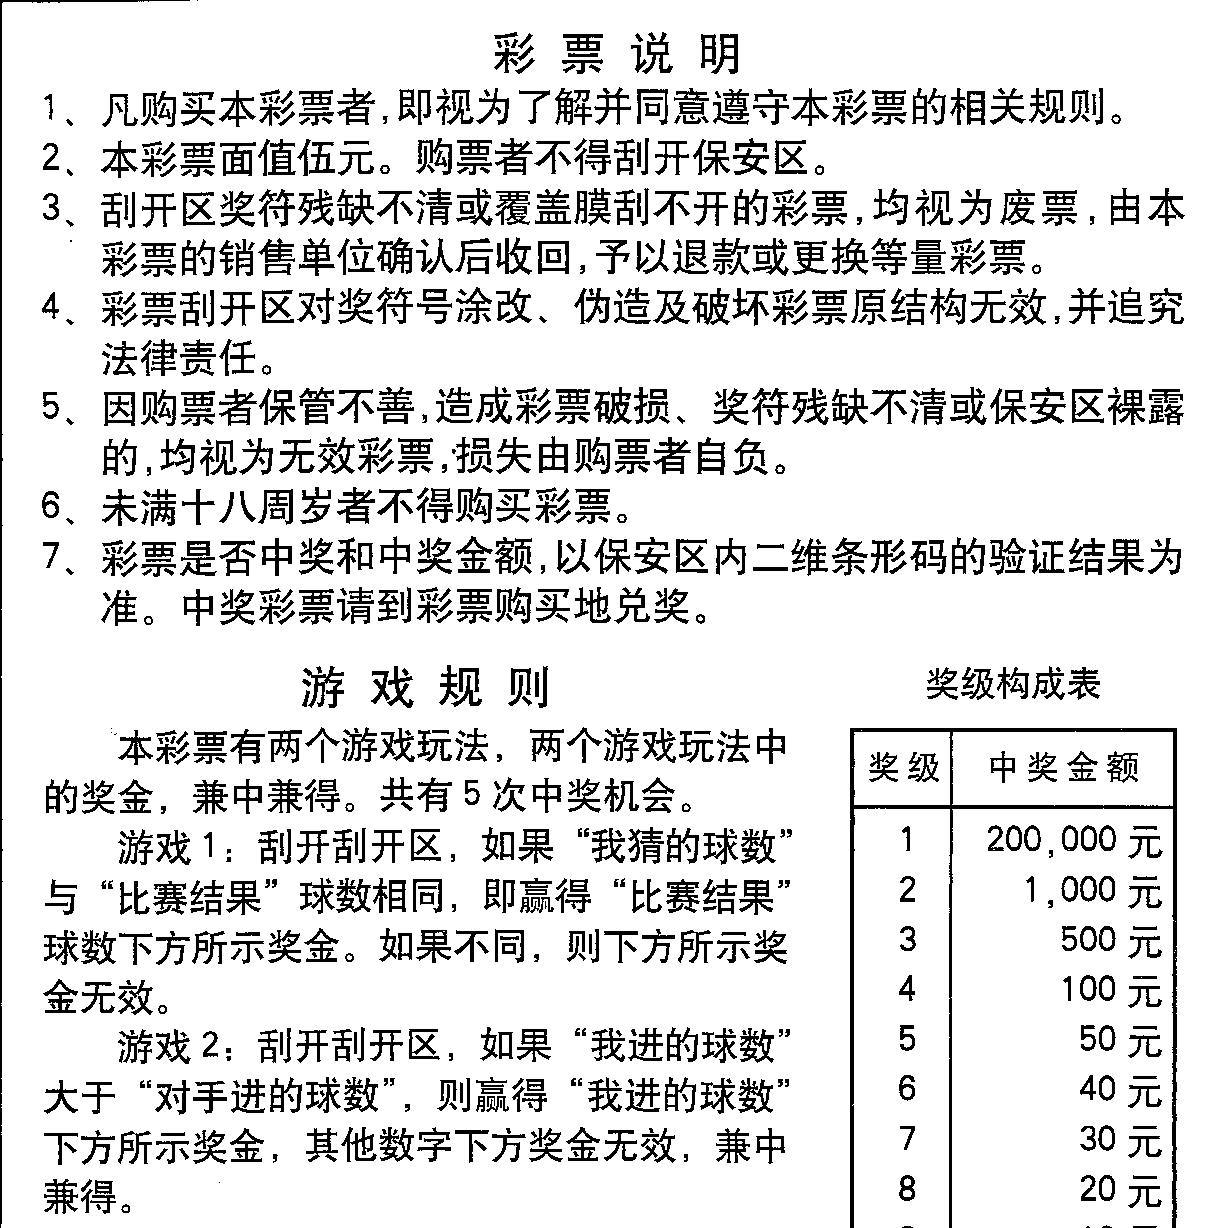 彩票说明
1、凡购买本彩票者,即视为了解并同意遵守本彩票的相关规则。
2、本彩票面值伍元。购票者不得刮开保安区。
3、刮开区奖符残缺不清或覆盖膜刮不开的彩票,均视为废票,由本
彩票的销售单位确认后收回,予以退款或更换等量彩票。
4、彩票刮开区对奖符号涂改、伪造及破坏彩票原结构无效,并追究
法律责任。
5、因购票者保管不善,造成彩票破损、奖符残缺不清或保安区裸露
的,均视为无效彩票,损失由购票者自负。
6、未满十八周岁者不得购买彩票。
7、彩票是否中奖和中奖金额,以保安区内二维条形码的验证结果为
准。中奖彩票请到彩票购买地兑奖。
游戏规则
本彩票有两个游戏玩法，两个游戏玩法中
的奖金，兼中兼得。共有5次中奖机会。
游戏1：刮开刮开区，如果“我猜的球数”
与“比赛结果”球数相同，即赢得“比赛结果”
球数下方所示奖金。如果不同，则下方所示奖
金无效。
游戏2：刮开刮开区，如果“我进的球数”
大于“对手进的球数”，则赢得“我进的球数”
下方所示奖金，其他数字下方奖金无效，兼中
兼得。
奖级构成表
奖级 中奖金额
1 200,000元
2 1,000元
3 500元
4 100元
5 50元
6 40元
7 30元
8 20元